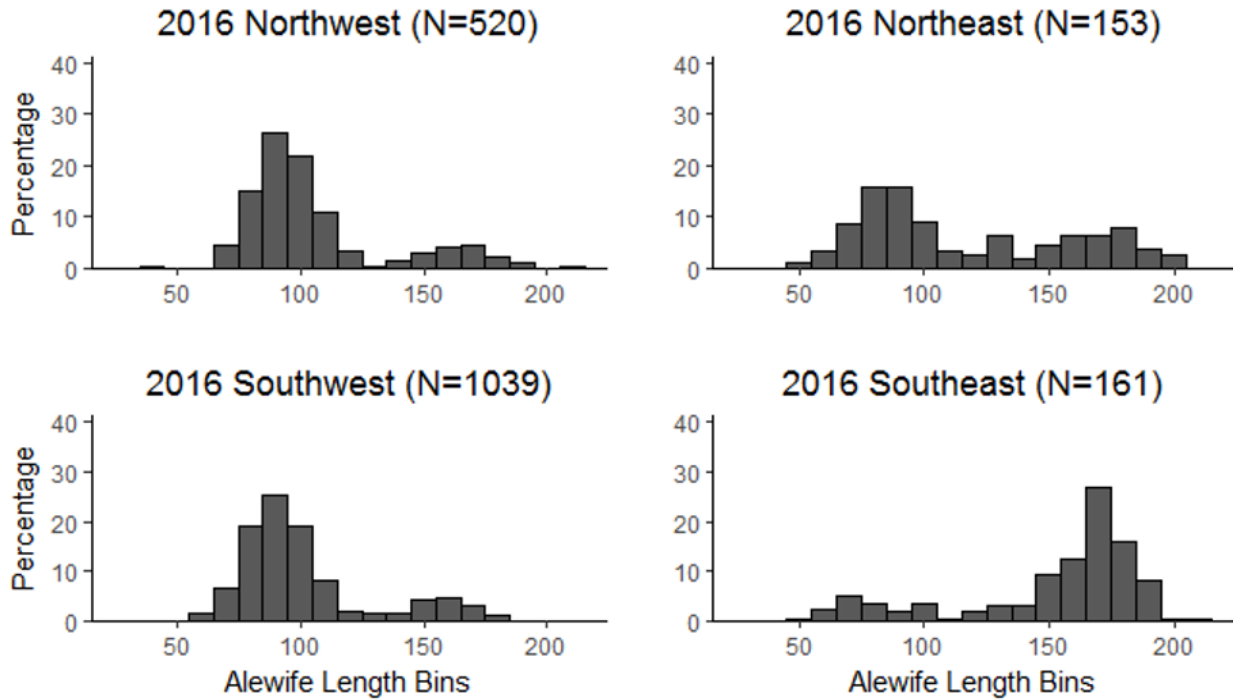 2016 Northwest (N=520)
Percentage
40
30
20
10
0
50 100 150 200
2016 Northeast (N=153)
40
30
20
10
0
50 100 150 200
2016 Southwest (N=1039)
Percentage
40
30
20
10
0
50 100 150 200
Alewife Length Bins
2016 Southeast (N=161)
40
30
20
10
0
50 100 150 200
Alewife Length Bins